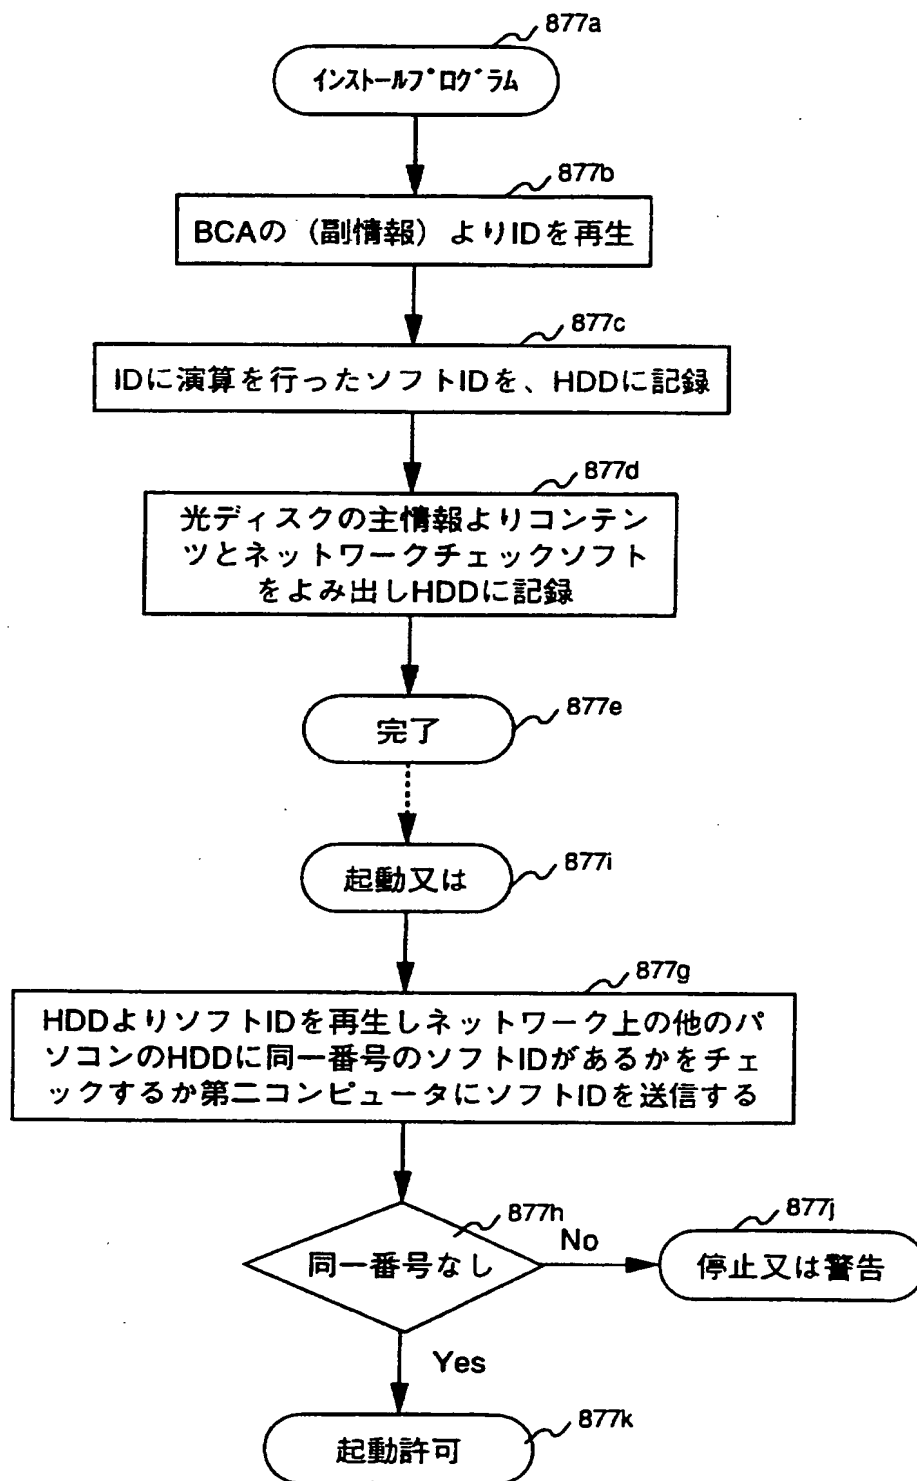 877a
インストールプログラム
877b
BCAの（副情報）よりIDを再生
877c
IDに演算を行ったソフトIDを、HDDに記録
877d
光ディスクの主情報よりコンテン
ツとネットワークチェックソフト
をよみ出しHDDに記録
877e
完了
877i
起動又は
877g
HDDよりソフトIDを再生しネットワーク上の他のパ
ソコンのHDDに同一番号のソフトIDがあるかをチェ
ックするか第二コンピュータにソフトIDを送信する
877h
同一番号なし
No
877j
停止又は警告
Yes
877k
起動許可